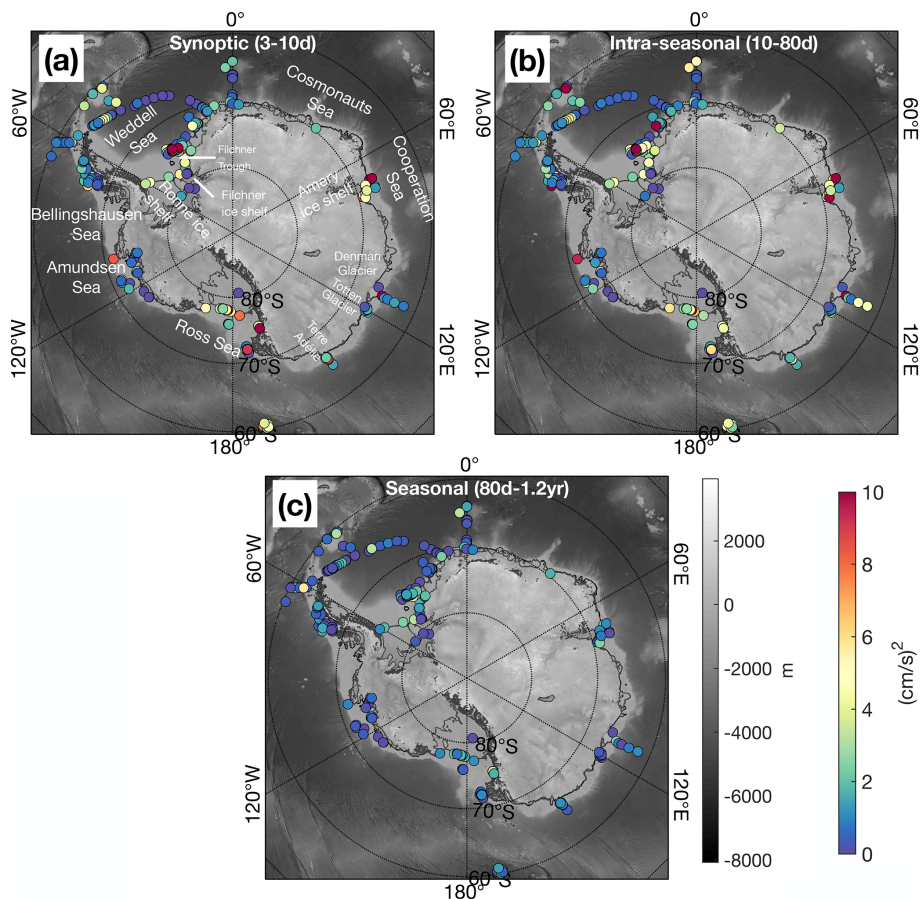 0°
(a)
Synoptic (3-10d)
Cosmonauts
Sea
60°W
60°E
Weddell
Sea
Filchner
Trough
Cooperation
Sea
Amery
ice shelf
Filchner
ice shelf
Ronne ice
shelf
Bellingshausen
Sea
Amundsen
Sea
Denman
Glacier
Totten
Glacier
80°S
Ross Sea
Terre
Adelie
70°S
120°W
120°E
60°S
180°
0°
(b)
Intra-seasonal (10-80d)
60°W
60°E
80°S
70°S
120°W
120°E
60°S
180°
0°
(c)
Seasonal (80d-1.2yr)
60°W
60°E
80°S
70°S
120°W
120°E
60°S
180°
2000
0
-2000
-4000
-6000
-8000
m
10
8
6
4
2
0
(cm/s)²